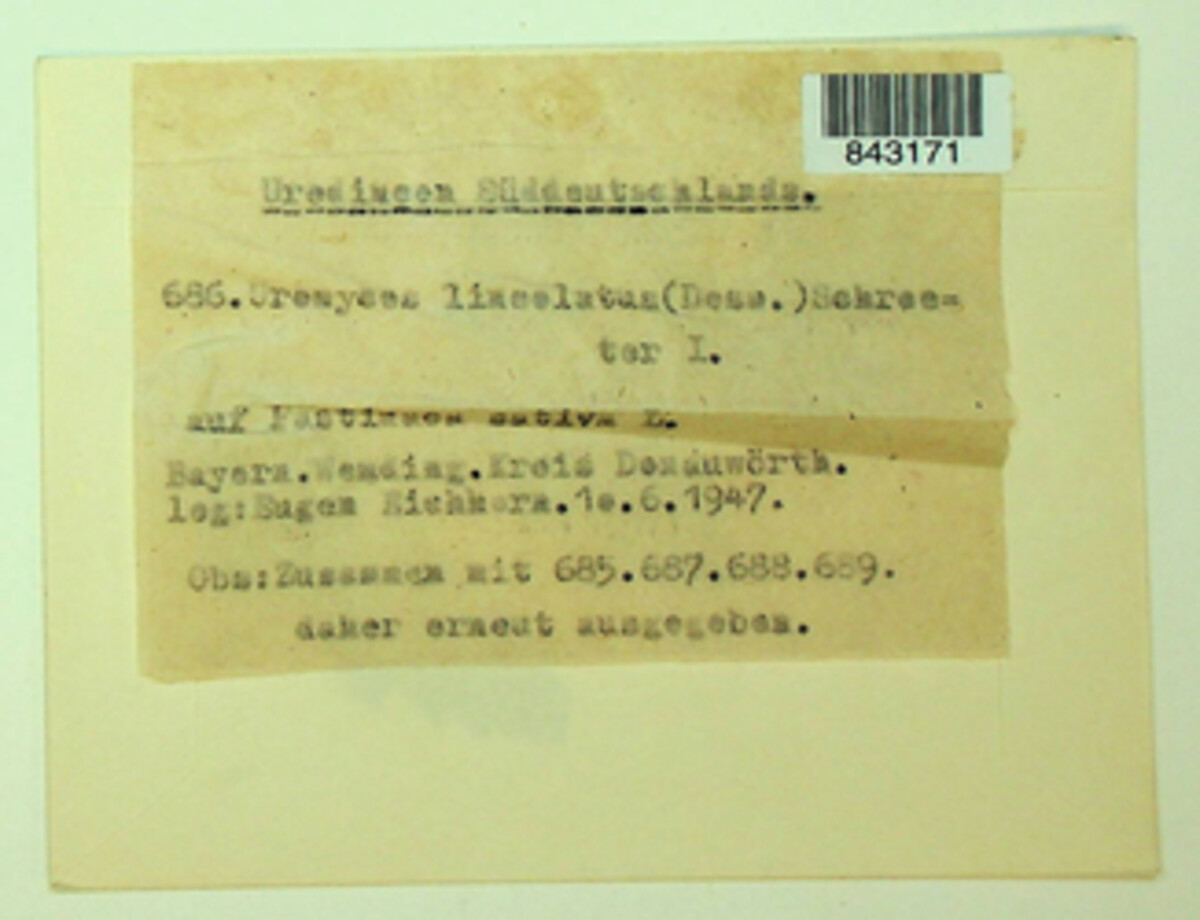 843171
Uredineen Süddeutschlands.
686.Uromyces lineolatus(Desm.)Schroe=
ter I.
auf Pastinaca sativa L.
Bayern.Wemding.Kreis Donauwörth.
leg:Eugen Eichhorn.1o.6.1947.
Obs:Zusammen mit 685.687.688.689.
daher erneut ausgegeben.